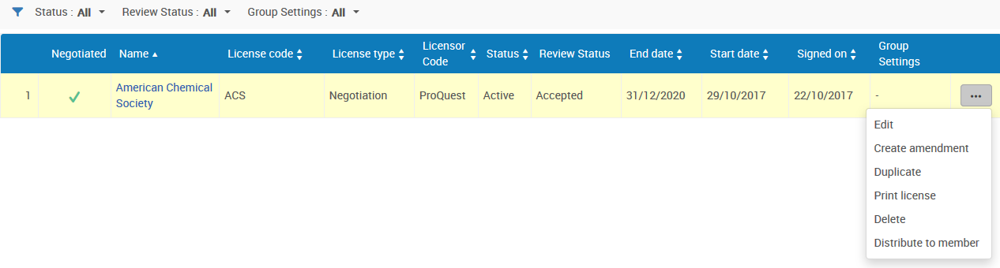 Status : All Review Status : All Group Settings : All
Negotiated Name License code License type Licensor Code Status Review Status End date Start date Signed on Group Settings
1 American Chemical Society ACS Negotiation ProQuest Active Accepted 31/12/2020 29/10/2017 22/10/2017 -
Edit
Create amendment
Duplicate
Print license
Delete
Distribute to member